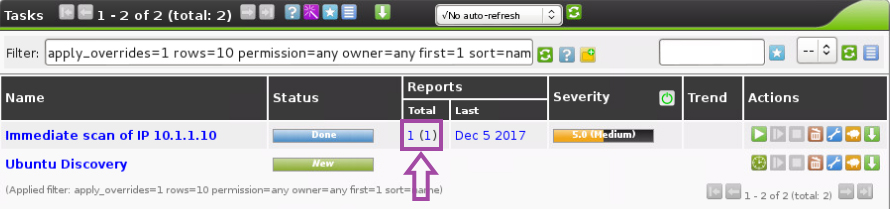 Tasks 1 - 2 of 2 (total: 2) ? √No auto-refresh
Filter: apply_overrides=1 rows=10 permission=any owner=any first=1 sort=nam ? --
Name Status Reports Severity Trend Actions
Total Last
Immediate scan of IP 10.1.1.10 Done 1 (1) Dec 5 2017 5.0 (Medium)
Ubuntu Discovery New
(Applied filter: apply_overrides=1 rows=10 permission=any owner=any first=1 sort=name) 1 - 2 of 2 (total: 2)